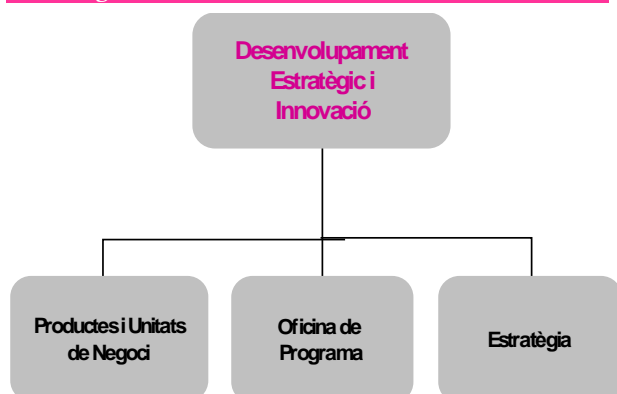 Desenvolupament
Estratègic i
Innovació
Productes i Unitats
de Negoci
Oficina de
Programa
Estratègia